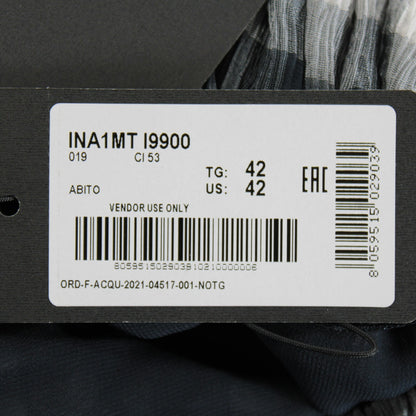 INA1MT I9900
019 CI 53
TG: 42
ABITO US: 42
EAC
VENDOR USE ONLY
805951502903910210000006
ORD-F-ACQU-2021-04517-001-NOTG
8 059515 029039